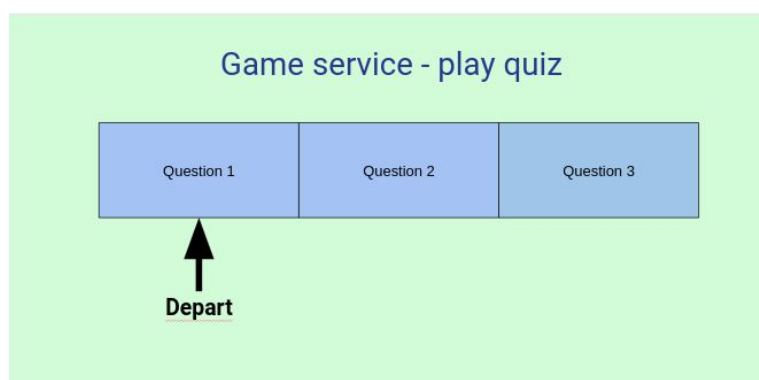 Game service - play quiz
Question 1
Question 2
Question 3
Depart